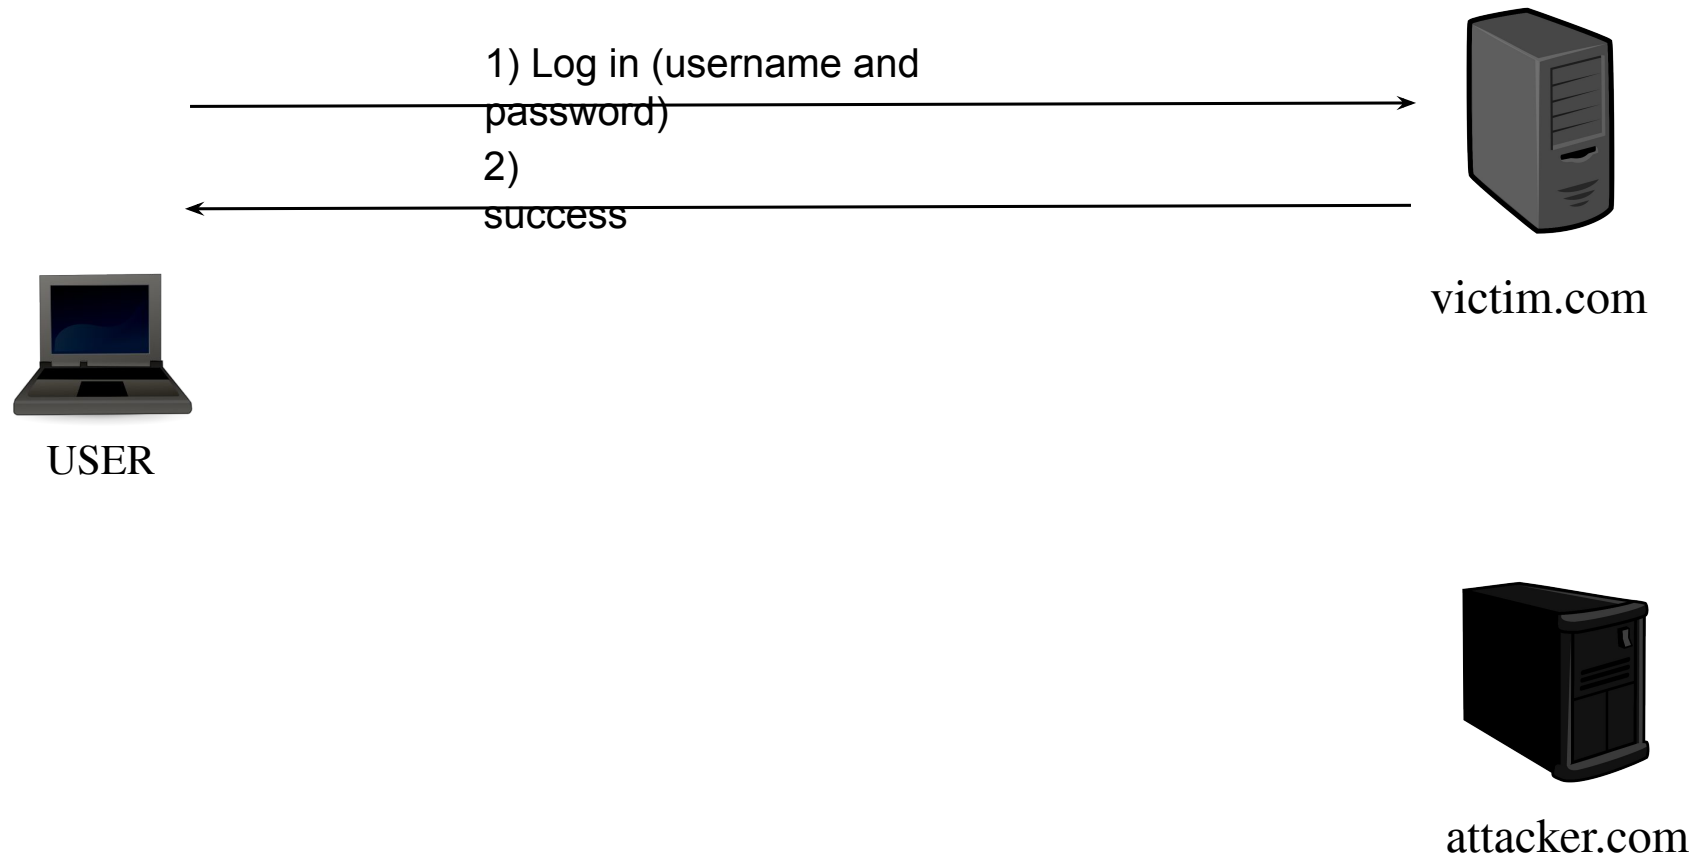 1) Log in (username and
password)
2)
success
victim.com
USER
attacker.com